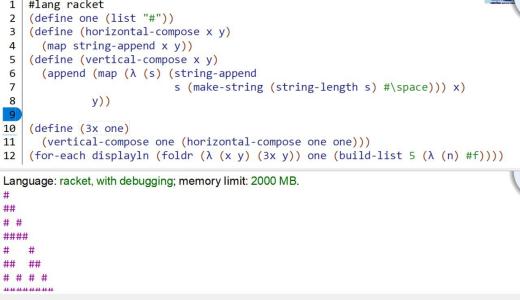 1 #lang racket
2 (define one (list "#"))
3 (define (horizontal-compose x y)
4 (map string-append x y))
5 (define (vertical-compose x y)
6 (append (map (λ (s) (string-append
7 s (make-string (string-length s) #\space))) x)
8 y))
9
10 (define (3x one)
11 (vertical-compose one (horizontal-compose one one)))
12 (for-each displayln (foldr (λ (x y) (3x y)) one (build-list 5 (λ (n) #f))))
Language: racket, with debugging; memory limit: 2000 MB.
#
##
# #
####
#   #
##  ##
# # # #
########